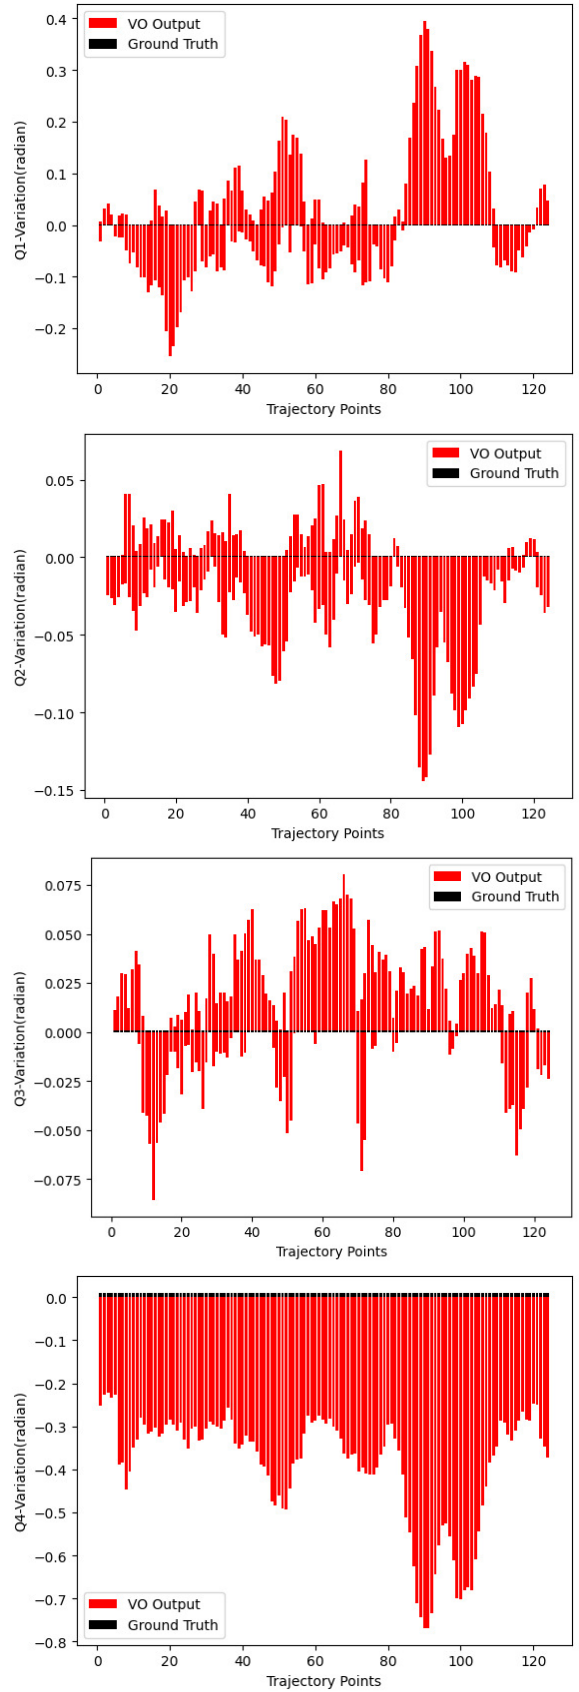 VO Output
Ground Truth
0.4
0.3
0.2
0.1
0.0
−0.1
−0.2
Q1-Variation(radian)
0 20 40 60 80 100 120
Trajectory Points
VO Output
Ground Truth
0.05
0.00
−0.05
−0.10
−0.15
Q2-Variation(radian)
0 20 40 60 80 100 120
Trajectory Points
VO Output
Ground Truth
0.075
0.050
0.025
0.000
−0.025
−0.050
−0.075
Q3-Variation(radian)
0 20 40 60 80 100 120
Trajectory Points
0.0
−0.1
−0.2
−0.3
−0.4
−0.5
−0.6
−0.7
−0.8
Q4-Variation(radian)
VO Output
Ground Truth
0 20 40 60 80 100 120
Trajectory Points